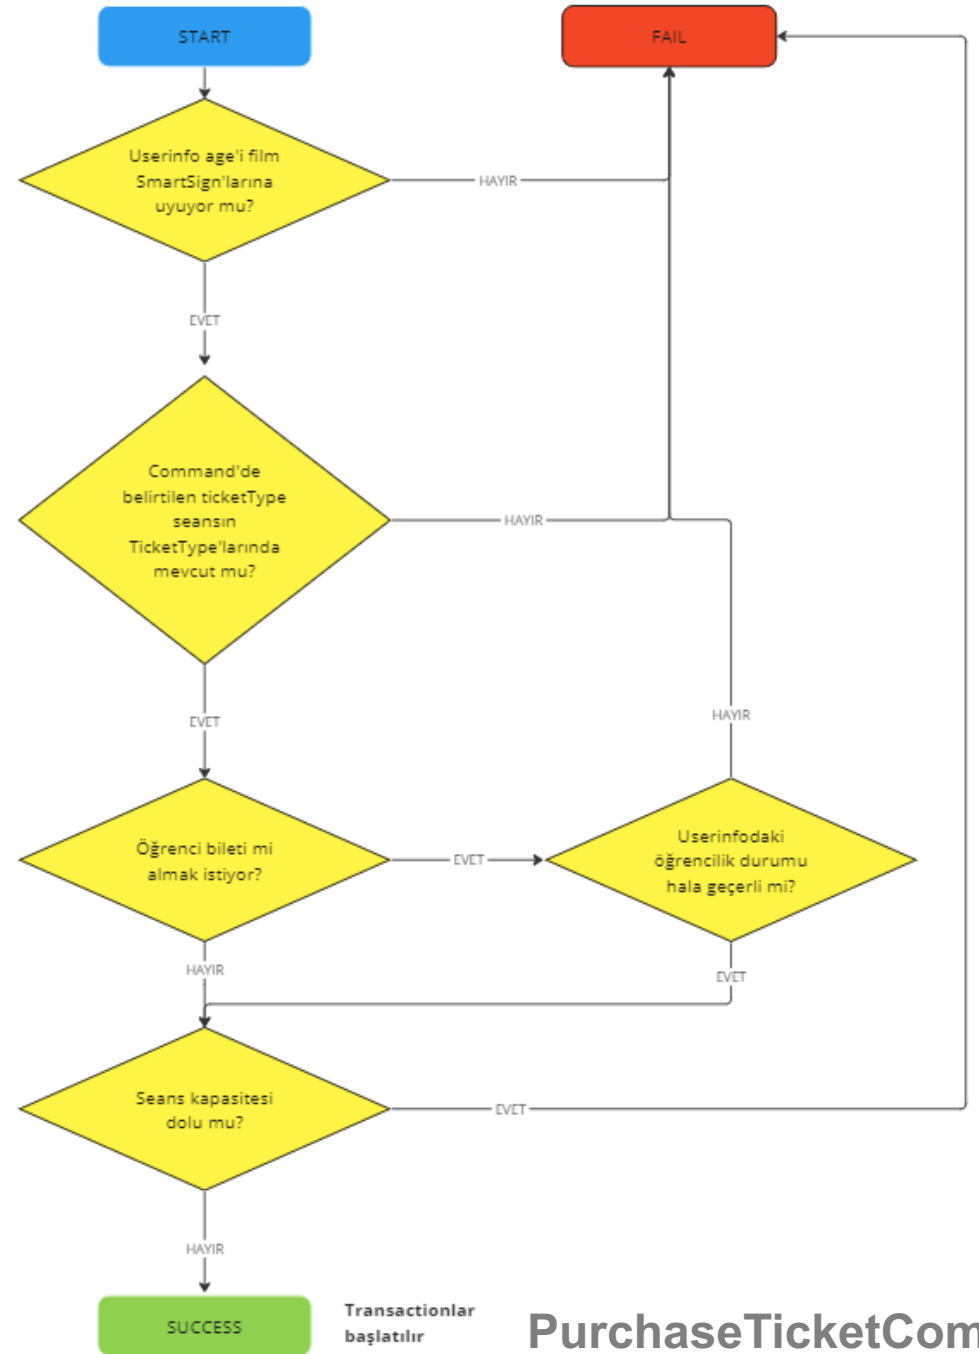 START
FAIL
Userinfo age'i film
SmartSign'larına
uyuyor mu?
HAYIR
EVET
Command'de
belirtilen ticketType
seansın
TicketType'larında
mevcut mu?
HAYIR
EVET
HAYIR
Öğrenci bileti mi
almak istiyor?
EVET
Userinfodaki
öğrencilik durumu
hala geçerli mi?
HAYIR
EVET
Seans kapasitesi
dolu mu?
EVET
HAYIR
SUCCESS
Transactionlar
başlatılır
PurchaseTicketCom